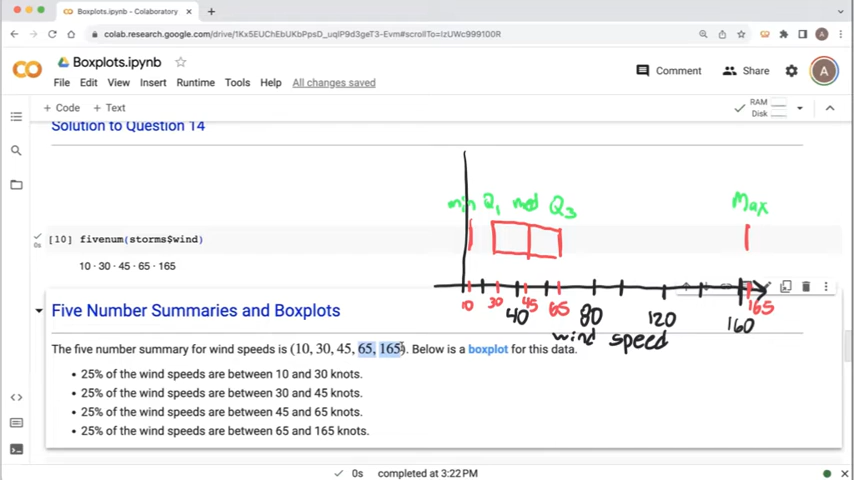 Boxplots.ipynb - Colaboratory
colab.research.google.com/drive/1Kx5EUChEbUKbPpsD_uqlP9d3geT3-Evm#scrollTo=IzUWc999100R
Boxplots.ipynb
File Edit View Insert Runtime Tools Help All changes saved
Comment Share A
+ Code + Text RAM Disk
Solution to Question 14
min Q1 med Q3 Max
[10] fivenum(storms$wind)
0s
10 · 30 · 45 · 65 · 165
10 30 45 65 165
40 80 120 160
wind speed
Five Number Summaries and Boxplots
The five number summary for wind speeds is (10, 30, 45, 65, 165). Below is a boxplot for this data.
• 25% of the wind speeds are between 10 and 30 knots.
• 25% of the wind speeds are between 30 and 45 knots.
• 25% of the wind speeds are between 45 and 65 knots.
• 25% of the wind speeds are between 65 and 165 knots.
0s completed at 3:22 PM